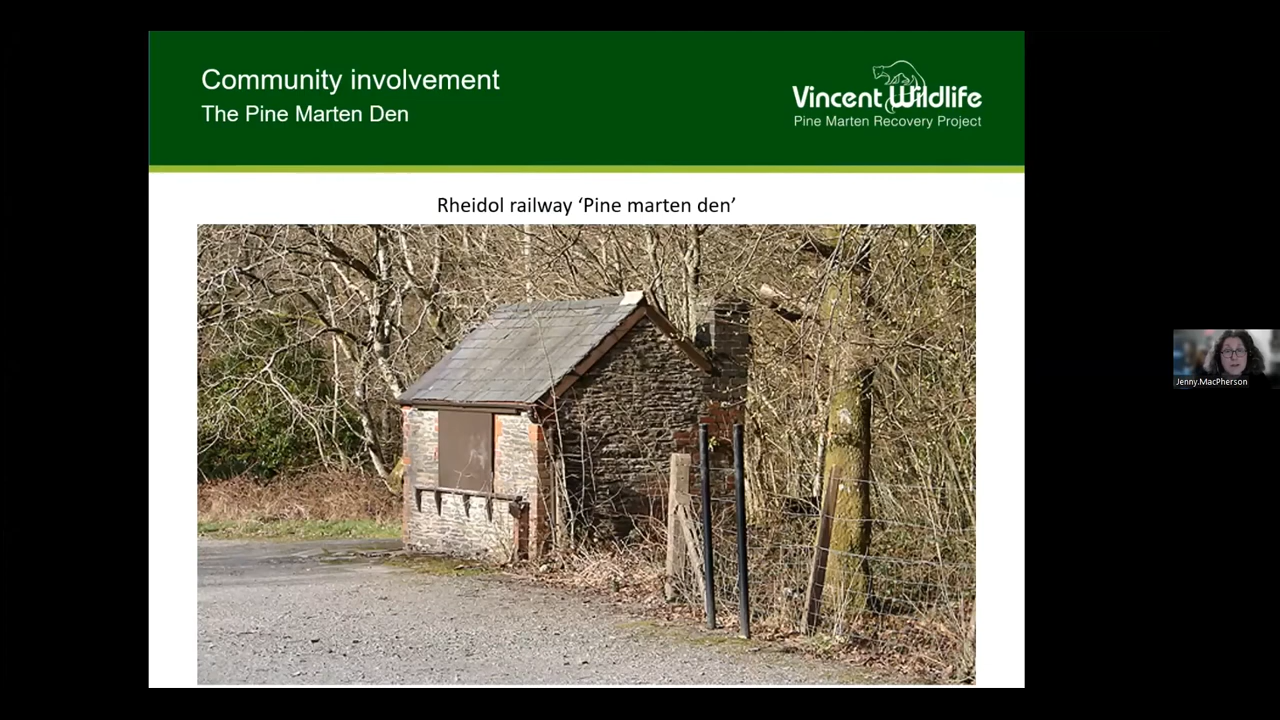 Community involvement
The Pine Marten Den
Vincent Wildlife
Pine Marten Recovery Project
Rheidol railway ‘Pine marten den’
Jenny.MacPherson